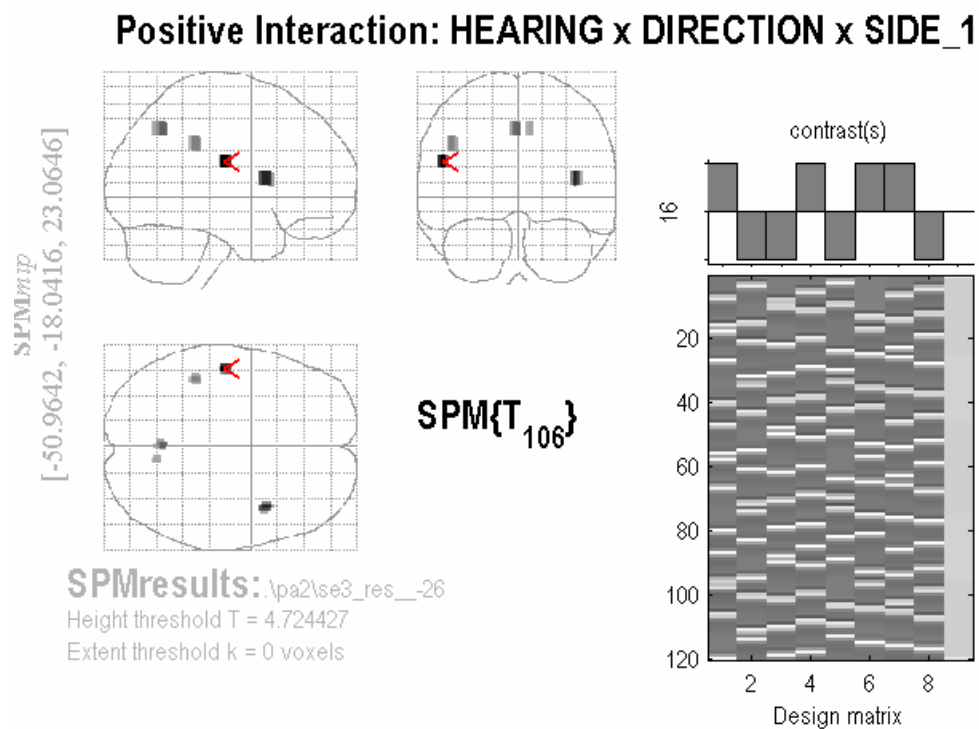 Positive Interaction: HEARING x DIRECTION x SIDE_1
SPMmip
[-50.9642, -18.0416, 23.0646]
SPM{T_106}
SPMresults: .\pa2\se3_res__-26
Height threshold T = 4.724427
Extent threshold k = 0 voxels
contrast(s)
16
20
40
60
80
100
120
2 4 6 8
Design matrix